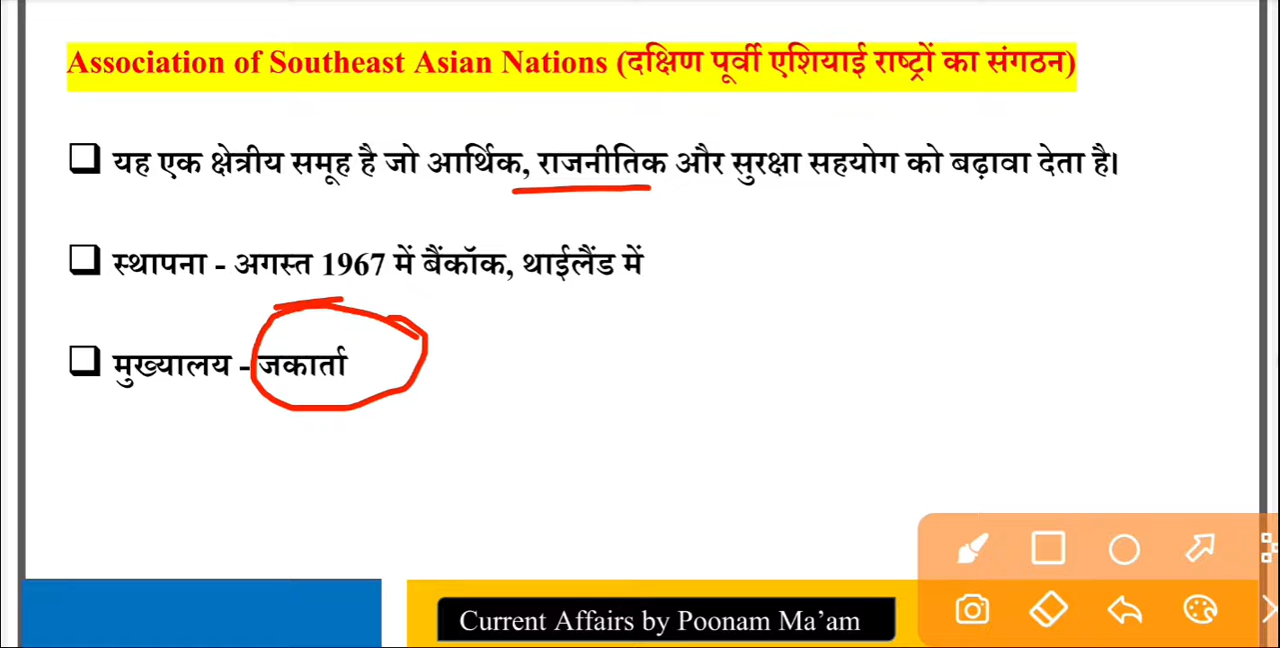 Association of Southeast Asian Nations (दक्षिण पूर्वी एशियाई राष्ट्रों का संगठन)
यह एक क्षेत्रीय समूह है जो आर्थिक, राजनीतिक और सुरक्षा सहयोग को बढ़ावा देता है।
स्थापना - अगस्त 1967 में बैंकॉक, थाईलैंड में
मुख्यालय - जकार्ता
Current Affairs by Poonam Ma’am